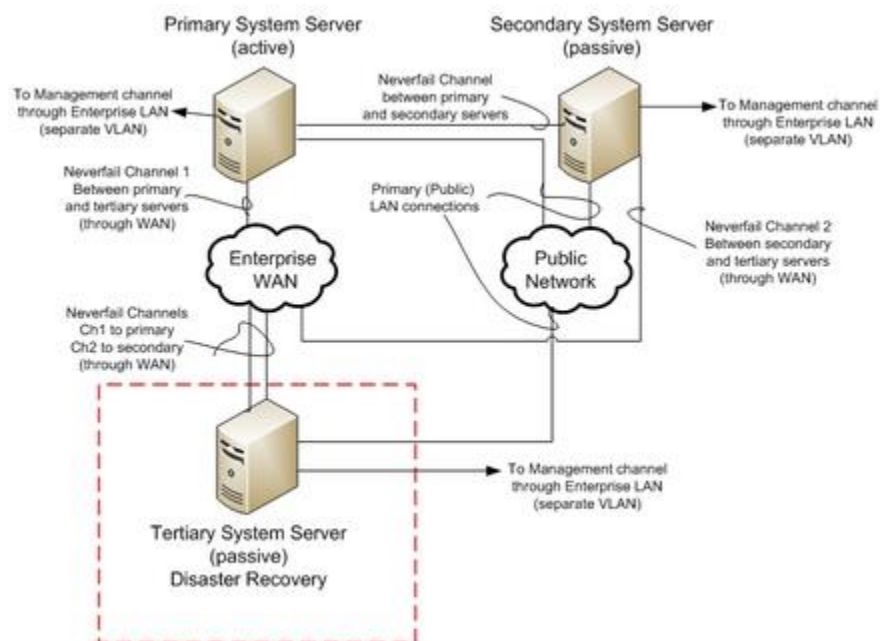 Primary System Server
(active)
Secondary System Server
(passive)
To Management channel
through Enterprise LAN
(separate VLAN)
Neverfail Channel
between primary
and secondary servers
To Management channel
through Enterprise LAN
(separate VLAN)
Neverfail Channel 1
Between primary
and tertiary servers
(through WAN)
Primary (Public)
LAN connections
Neverfail Channel 2
Between secondary
and tertiary servers
(through WAN)
Enterprise
WAN
Public
Network
Neverfail Channels
Ch1 to primary
Ch2 to secondary
(through WAN)
To Management channel
through Enterprise LAN
(separate VLAN)
Tertiary System Server
(passive)
Disaster Recovery